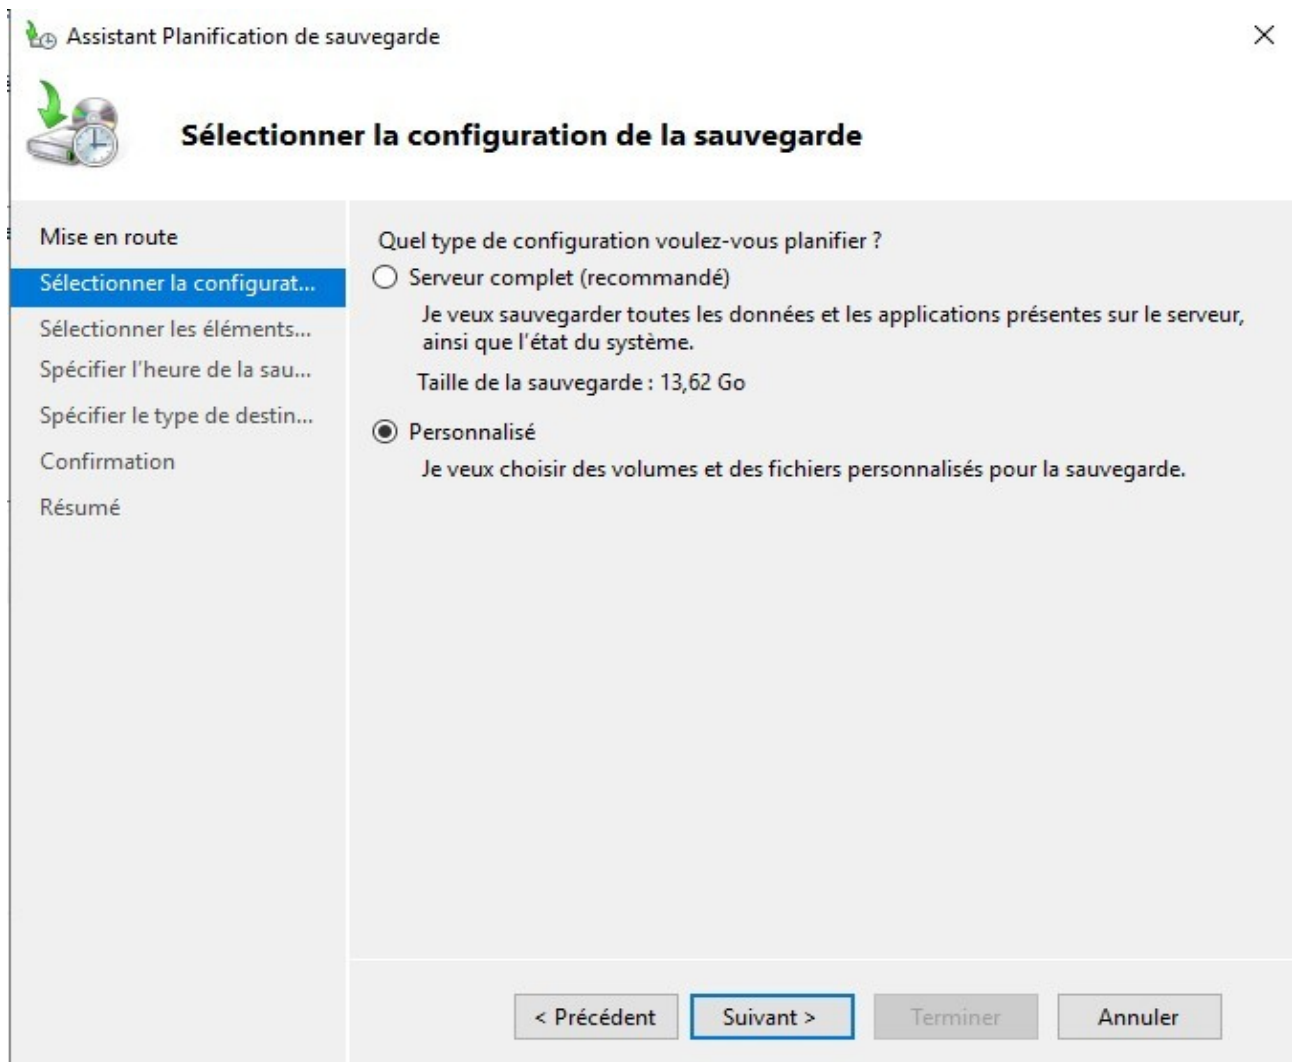 Assistant Planification de sauvegarde
Sélectionner la configuration de la sauvegarde
Mise en route
Sélectionner la configurat...
Sélectionner les éléments...
Spécifier l'heure de la sau...
Spécifier le type de destin...
Confirmation
Résumé
Quel type de configuration voulez-vous planifier ?
Serveur complet (recommandé)
Je veux sauvegarder toutes les données et les applications présentes sur le serveur,
ainsi que l'état du système.
Taille de la sauvegarde : 13,62 Go
Personnalisé
Je veux choisir des volumes et des fichiers personnalisés pour la sauvegarde.
< Précédent
Suivant >
Terminer
Annuler